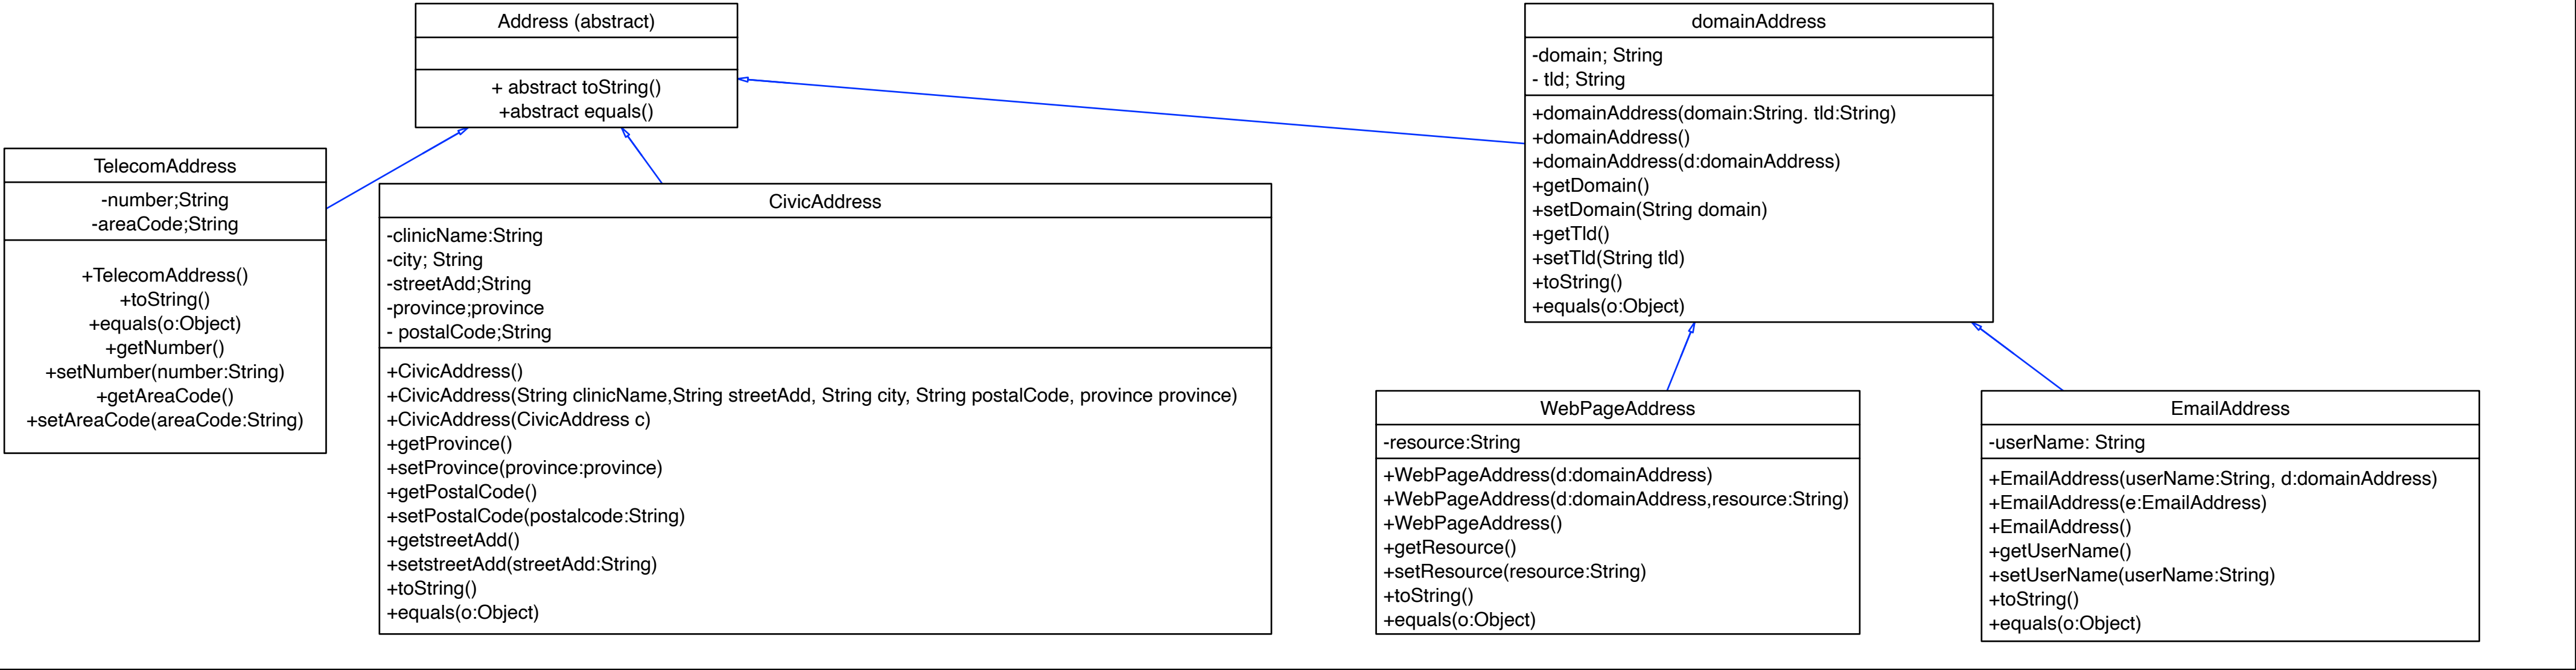 Address (abstract)
+ abstract toString()
+abstract equals()
TelecomAddress
-number;String
-areaCode;String
+TelecomAddress()
+toString()
+equals(o:Object)
+getNumber()
+setNumber(number:String)
+getAreaCode()
+setAreaCode(areaCode:String)
CivicAddress
-clinicName:String
-city; String
-streetAdd;String
-province;province
- postalCode;String
+CivicAddress()
+CivicAddress(String clinicName,String streetAdd, String city, String postalCode, province province)
+CivicAddress(CivicAddress c)
+getProvince()
+setProvince(province:province)
+getPostalCode()
+setPostalCode(postalcode:String)
+getstreetAdd()
+setstreetAdd(streetAdd:String)
+toString()
+equals(o:Object)
domainAddress
-domain; String
- tld; String
+domainAddress(domain:String. tld:String)
+domainAddress()
+domainAddress(d:domainAddress)
+getDomain()
+setDomain(String domain)
+getTld()
+setTld(String tld)
+toString()
+equals(o:Object)
WebPageAddress
-resource:String
+WebPageAddress(d:domainAddress)
+WebPageAddress(d:domainAddress,resource:String)
+WebPageAddress()
+getResource()
+setResource(resource:String)
+toString()
+equals(o:Object)
EmailAddress
-userName: String
+EmailAddress(userName:String, d:domainAddress)
+EmailAddress(e:EmailAddress)
+EmailAddress()
+getUserName()
+setUserName(userName:String)
+toString()
+equals(o:Object)